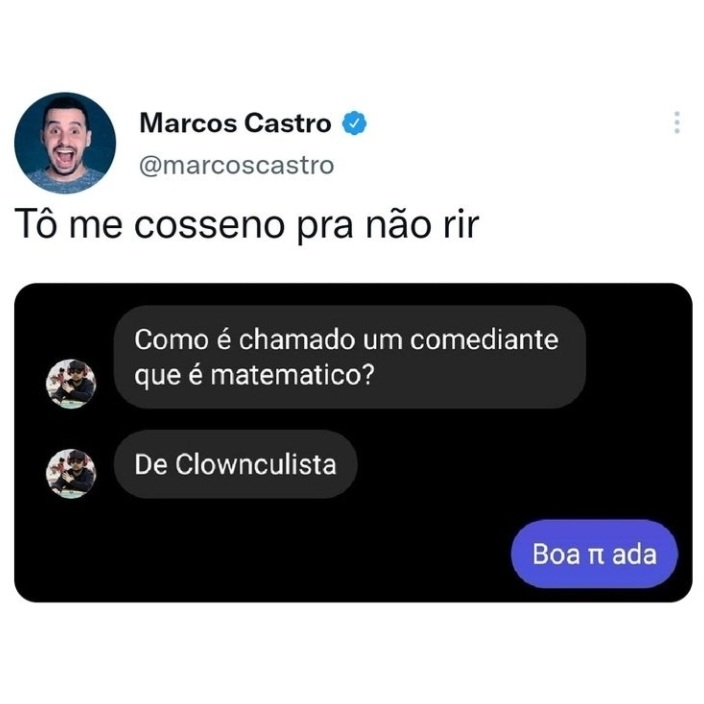 Marcos Castro
@marcoscastro
Tô me cosseno pra não rir
Como é chamado um comediante
que é matematico?
De Clownculista
Boa π ada